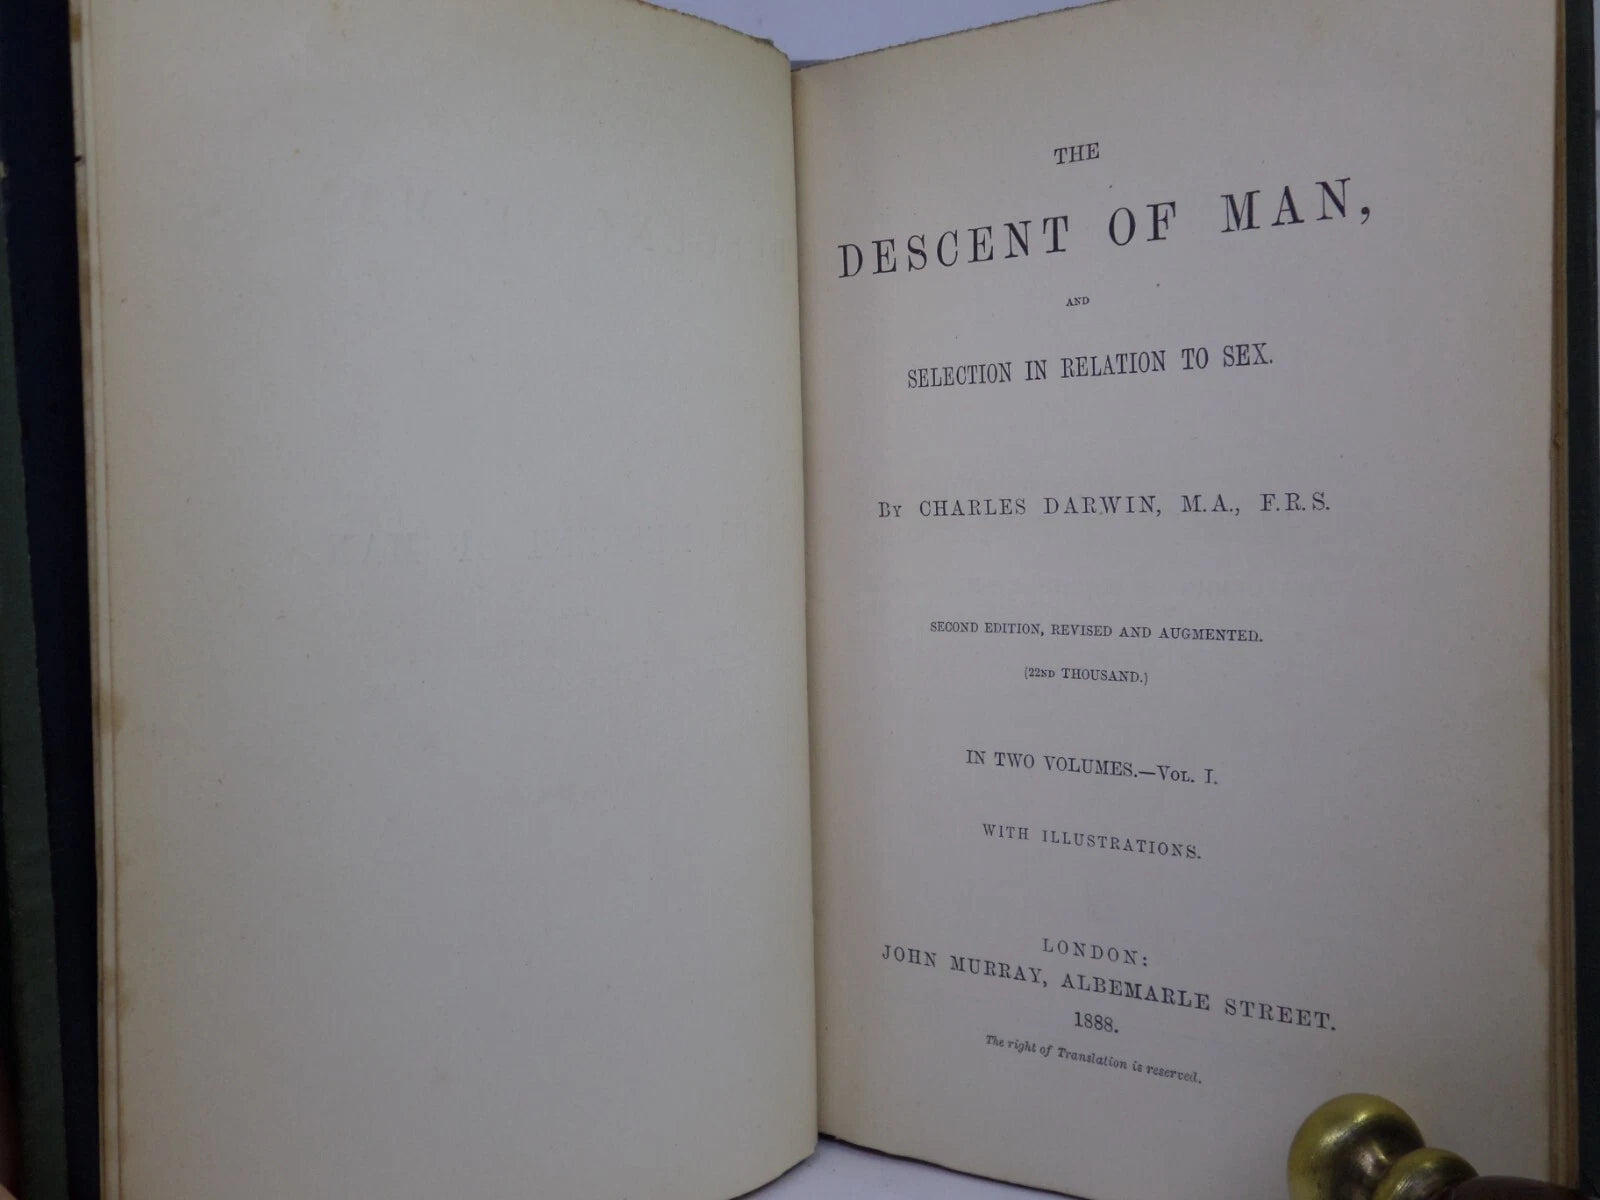 THE
DESCENT OF MAN,
AND
SELECTION IN RELATION TO SEX.
BY CHARLES DARWIN, M.A., F.R.S.
SECOND EDITION, REVISED AND AUGMENTED.
(22ND THOUSAND.)
IN TWO VOLUMES.—VOL. I.
WITH ILLUSTRATIONS.
LONDON:
JOHN MURRAY, ALBEMARLE STREET.
1888.
The right of Translation is reserved.